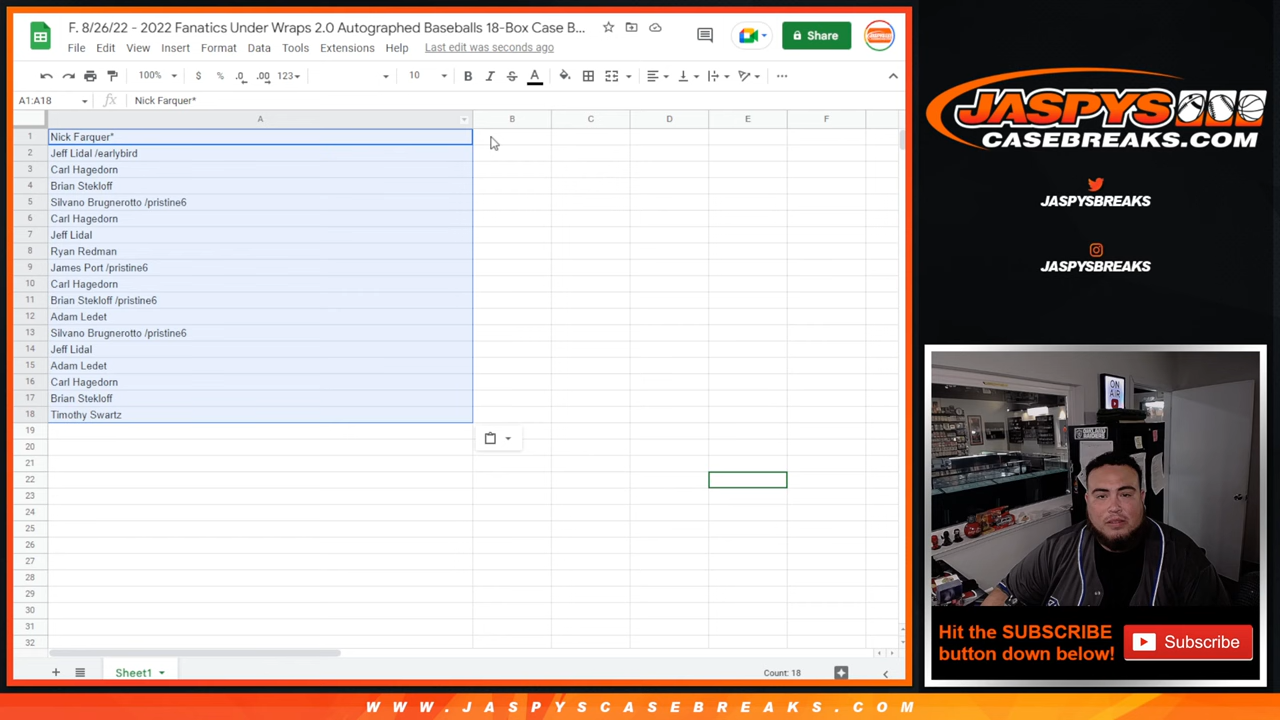 F. 8/26/22 - 2022 Fanatics Under Wraps 2.0 Autographed Baseballs 18-Box Case B...
Share
File Edit View Insert Format Data Tools Extensions Help Last edit was seconds ago
100% $ % .0 .00 123 10 B I S A
A1:A18 fx Nick Farquer*
A B C D E F
1 Nick Farquer*
2 Jeff Lidal /earlybird
3 Carl Hagedorn
4 Brian Stekloff
5 Silvano Brugnerotto /pristine6
6 Carl Hagedorn
7 Jeff Lidal
8 Ryan Redman
9 James Port /pristine6
10 Carl Hagedorn
11 Brian Stekloff /pristine6
12 Adam Ledet
13 Silvano Brugnerotto /pristine6
14 Jeff Lidal
15 Adam Ledet
16 Carl Hagedorn
17 Brian Stekloff
18 Timothy Swartz
19
20
21
22
23
24
25
26
27
28
29
30
31
32
Sheet1
Count: 18
JASPYS
CASEBREAKS.COM
JASPYSBREAKS
JASPYSBREAKS
ON
AIR
Hit the SUBSCRIBE
button down below!
Subscribe
WWW.JASPYSCASEBREAKS.COM